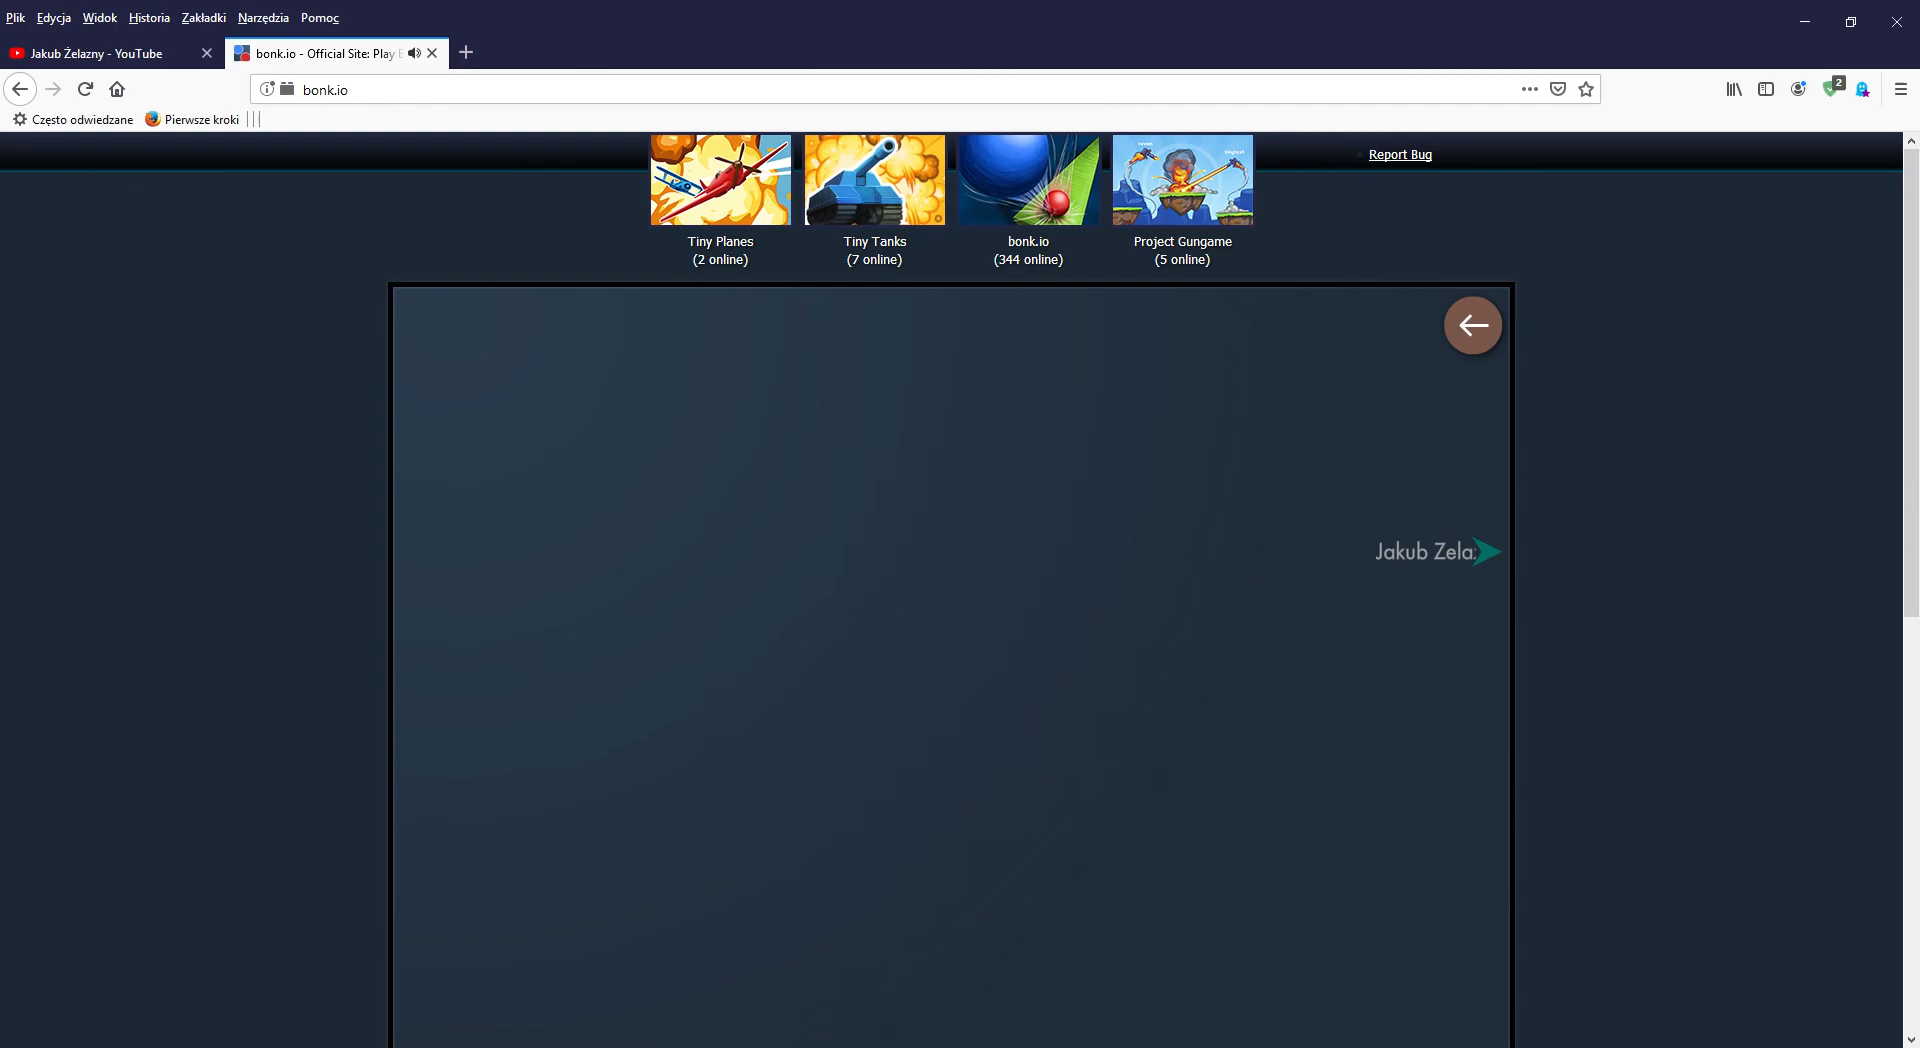 Plik Edycja Widok Historia Zakładki Narzędzia Pomoc
Jakub Żelazny - YouTube
bonk.io - Official Site: Play
bonk.io
2
Często odwiedzane
Pierwsze kroki
Report Bug
Tiny Planes
(2 online)
Tiny Tanks
(7 online)
bonk.io
(344 online)
Project Gungame
(5 online)
Jakub Zela